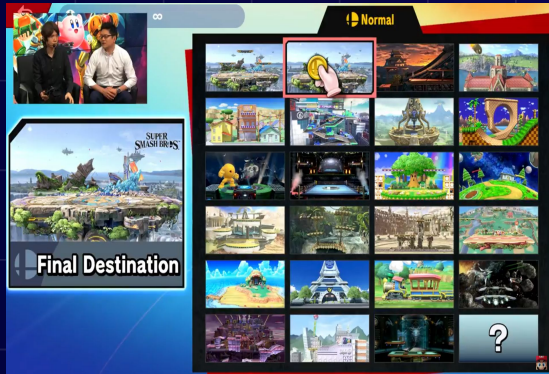 ∞
Normal
SUPER
SMASH BROS
Final Destination
?